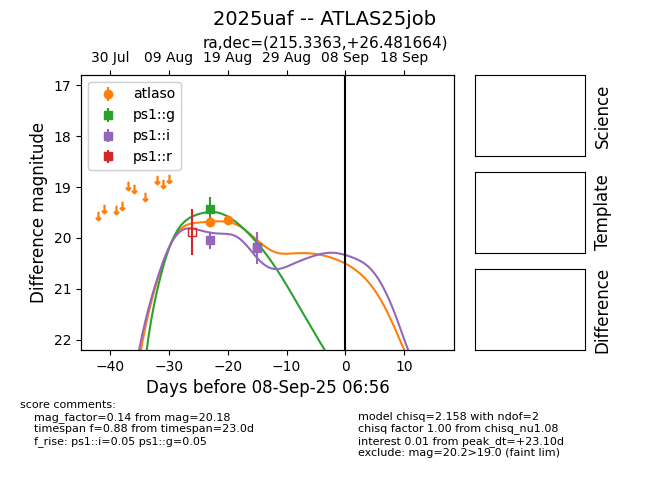 2025uaf -- ATLAS25job
ra,dec=(215.3363,+26.481664)
30 Jul 09 Aug 19 Aug 29 Aug 08 Sep 18 Sep
17
18
19
20
21
22
Difference magnitude
atlaso
ps1::g
ps1::i
ps1::r
−40 −30 −20 −10 0 10
Days before 08-Sep-25 06:56
Science
Template
Difference
score comments:
mag_factor=0.14 from mag=20.18
timespan f=0.88 from timespan=23.0d
f_rise: ps1::i=0.05 ps1::g=0.05
model chisq=2.158 with ndof=2
chisq factor 1.00 from chisq_nu1.08
interest 0.01 from peak_dt=+23.10d
exclude: mag=20.2>19.0 (faint lim)